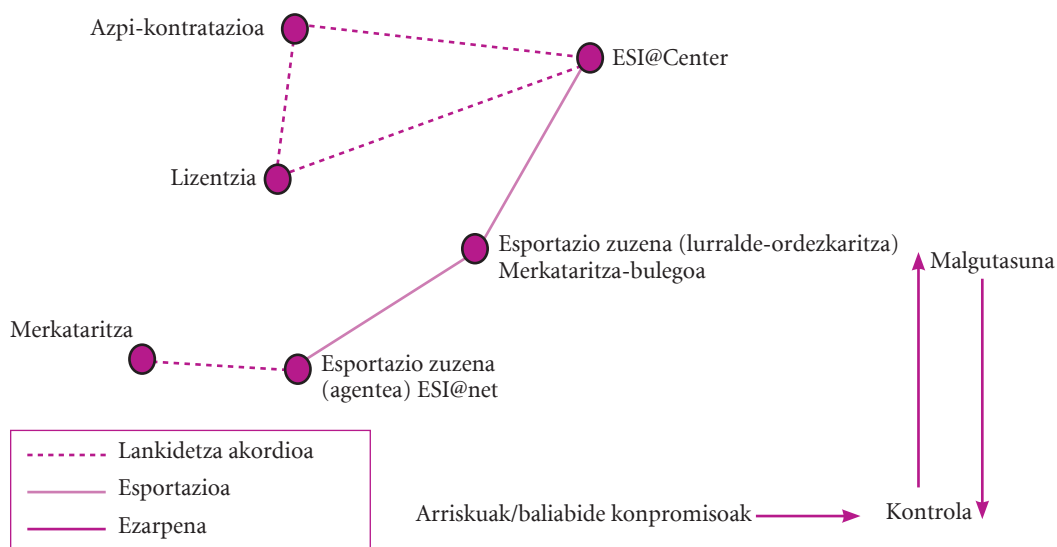 Azpi-kontratazioa
ESI@Center
Lizentzia
Esportazio zuzena (lurralde-ordezkaritza)
Merkataritza-bulegoa
Malgutasuna
Merkataritza
Esportazio zuzena
(agentea) ESI@net
Lankidetza akordioa
Esportazioa
Ezarpena
Arriskuak/baliabide konpromisoak
Kontrola